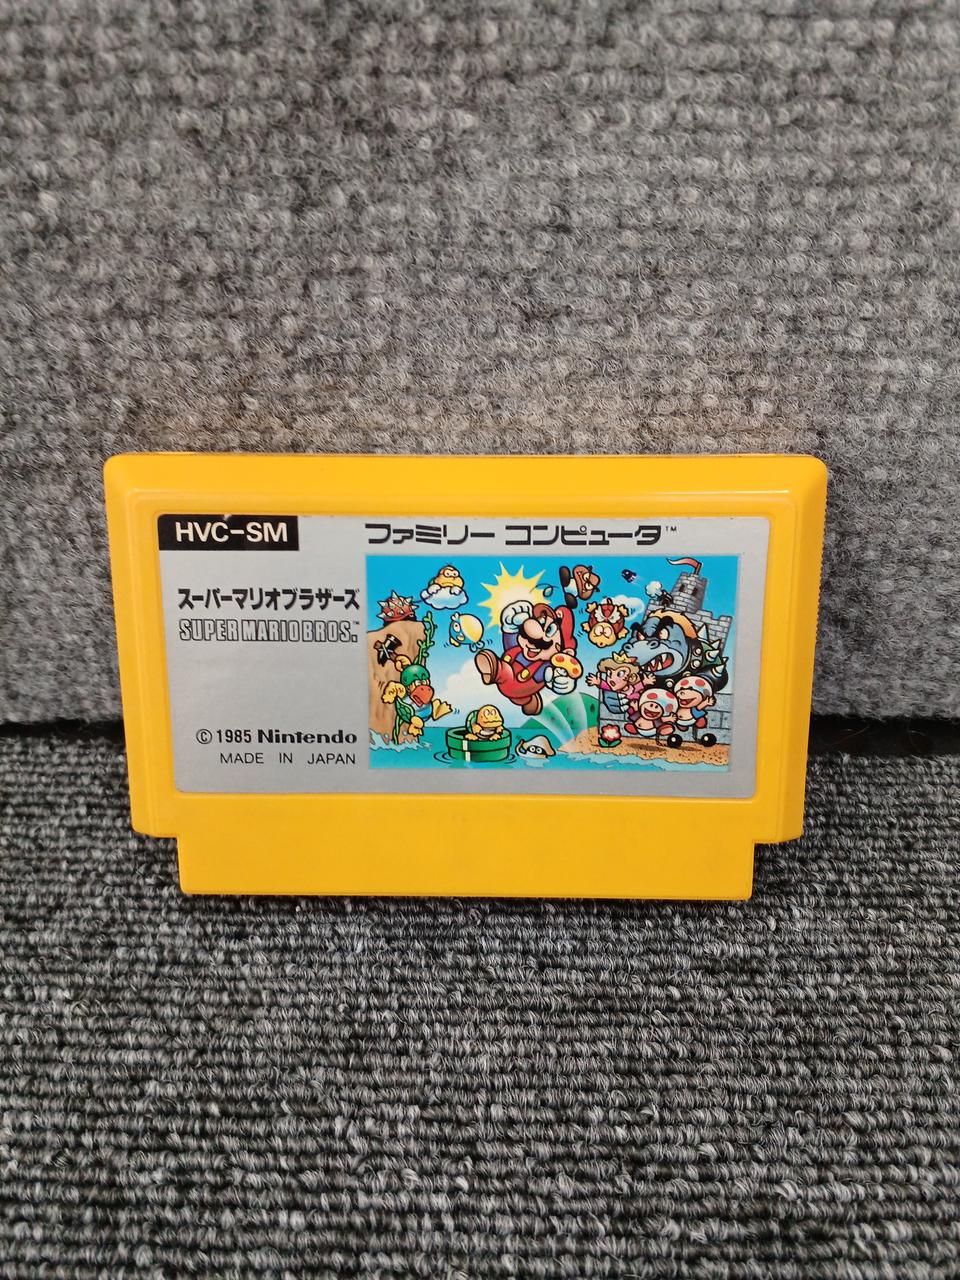 HVC-SM
ファミリー コンピュータ™
スーパーマリオブラザーズ
SUPER MARIO BROS.™
© 1985 Nintendo
MADE IN JAPAN